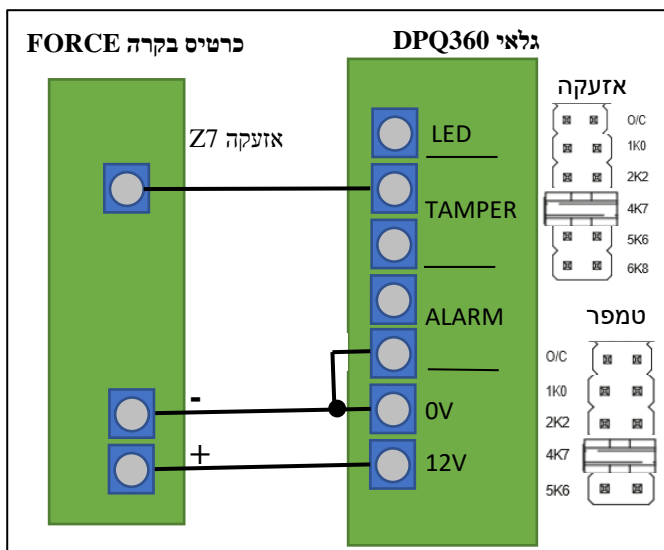 כרטיס בקרה FORCE
גלאי DPQ360
אזעקה
אזעקה Z7
LED
TAMPER
ALARM
0V
12V
-
+
O/C
1K0
2K2
4K7
5K6
6K8
טמפר
O/C
1K0
2K2
4K7
5K6